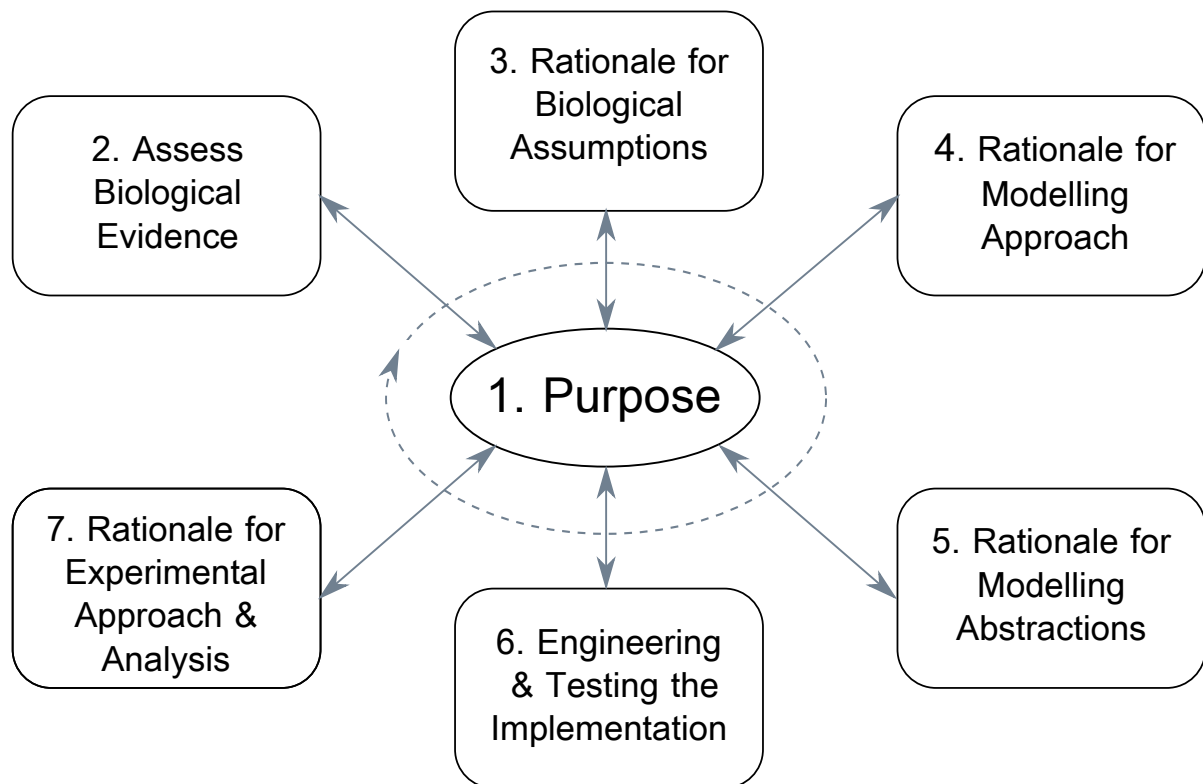 1. Purpose
2. Assess
Biological
Evidence
3. Rationale for
Biological
Assumptions
4. Rationale for
Modelling
Approach
5. Rationale for
Modelling
Abstractions
6. Engineering
& Testing the
Implementation
7. Rationale for
Experimental
Approach &
Analysis